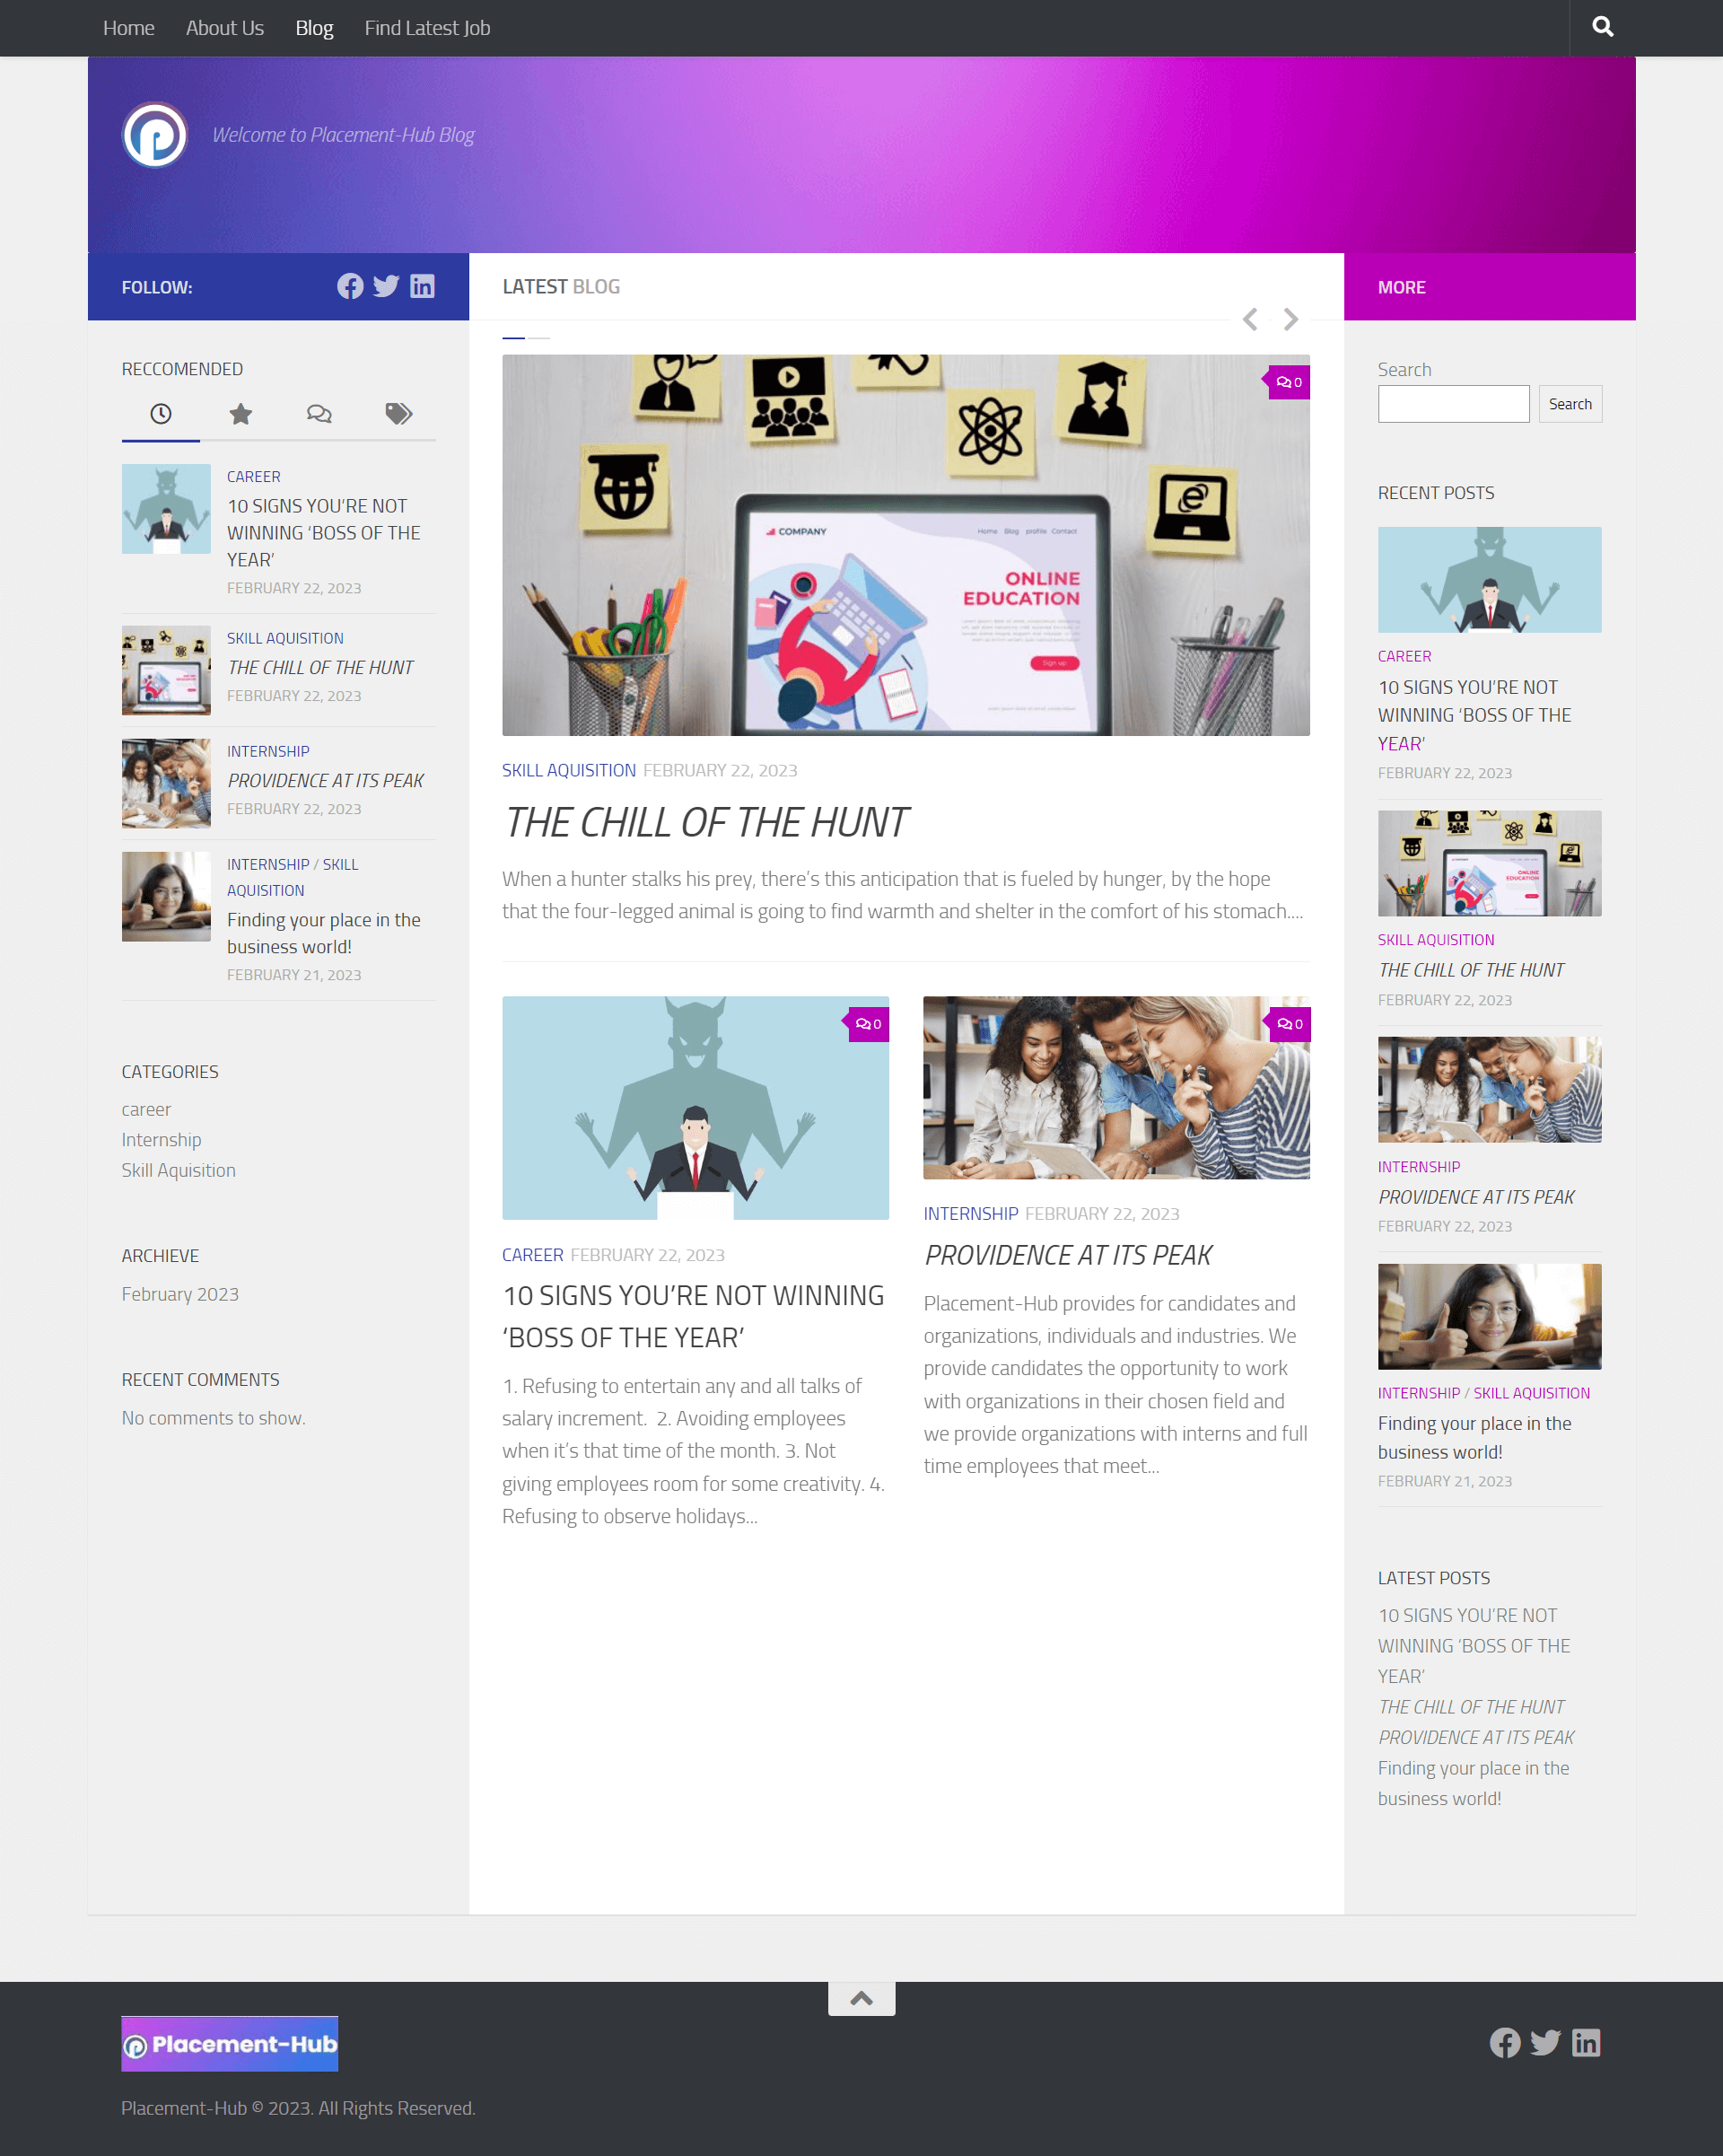 Home About Us Blog Find Latest Job
Welcome to Placement-Hub Blog
FOLLOW:
RECCOMENDED
CAREER
10 SIGNS YOU’RE NOT
WINNING ‘BOSS OF THE
YEAR’
FEBRUARY 22, 2023
SKILL AQUISITION
THE CHILL OF THE HUNT
FEBRUARY 22, 2023
INTERNSHIP
PROVIDENCE AT ITS PEAK
FEBRUARY 22, 2023
INTERNSHIP / SKILL
AQUISITION
Finding your place in the
business world!
FEBRUARY 21, 2023
CATEGORIES
career
Internship
Skill Aquisition
ARCHIEVE
February 2023
RECENT COMMENTS
No comments to show.
LATEST BLOG
0
COMPANY
Home Blog profile Contact
ONLINE
EDUCATION
Sign up
SKILL AQUISITION FEBRUARY 22, 2023
THE CHILL OF THE HUNT
When a hunter stalks his prey, there’s this anticipation that is fueled by hunger, by the hope
that the four-legged animal is going to find warmth and shelter in the comfort of his stomach....
0
CAREER FEBRUARY 22, 2023
10 SIGNS YOU’RE NOT WINNING
‘BOSS OF THE YEAR’
1. Refusing to entertain any and all talks of
salary increment.  2. Avoiding employees
when it’s that time of the month. 3. Not
giving employees room for some creativity. 4.
Refusing to observe holidays...
0
INTERNSHIP FEBRUARY 22, 2023
PROVIDENCE AT ITS PEAK
Placement-Hub provides for candidates and
organizations, individuals and industries. We
provide candidates the opportunity to work
with organizations in their chosen field and
we provide organizations with interns and full
time employees that meet...
MORE
Search
Search
RECENT POSTS
CAREER
10 SIGNS YOU’RE NOT
WINNING ‘BOSS OF THE
YEAR’
FEBRUARY 22, 2023
SKILL AQUISITION
THE CHILL OF THE HUNT
FEBRUARY 22, 2023
INTERNSHIP
PROVIDENCE AT ITS PEAK
FEBRUARY 22, 2023
INTERNSHIP / SKILL AQUISITION
Finding your place in the
business world!
FEBRUARY 21, 2023
LATEST POSTS
10 SIGNS YOU’RE NOT
WINNING ‘BOSS OF THE
YEAR’
THE CHILL OF THE HUNT
PROVIDENCE AT ITS PEAK
Finding your place in the
business world!
Placement-Hub
Placement-Hub © 2023. All Rights Reserved.